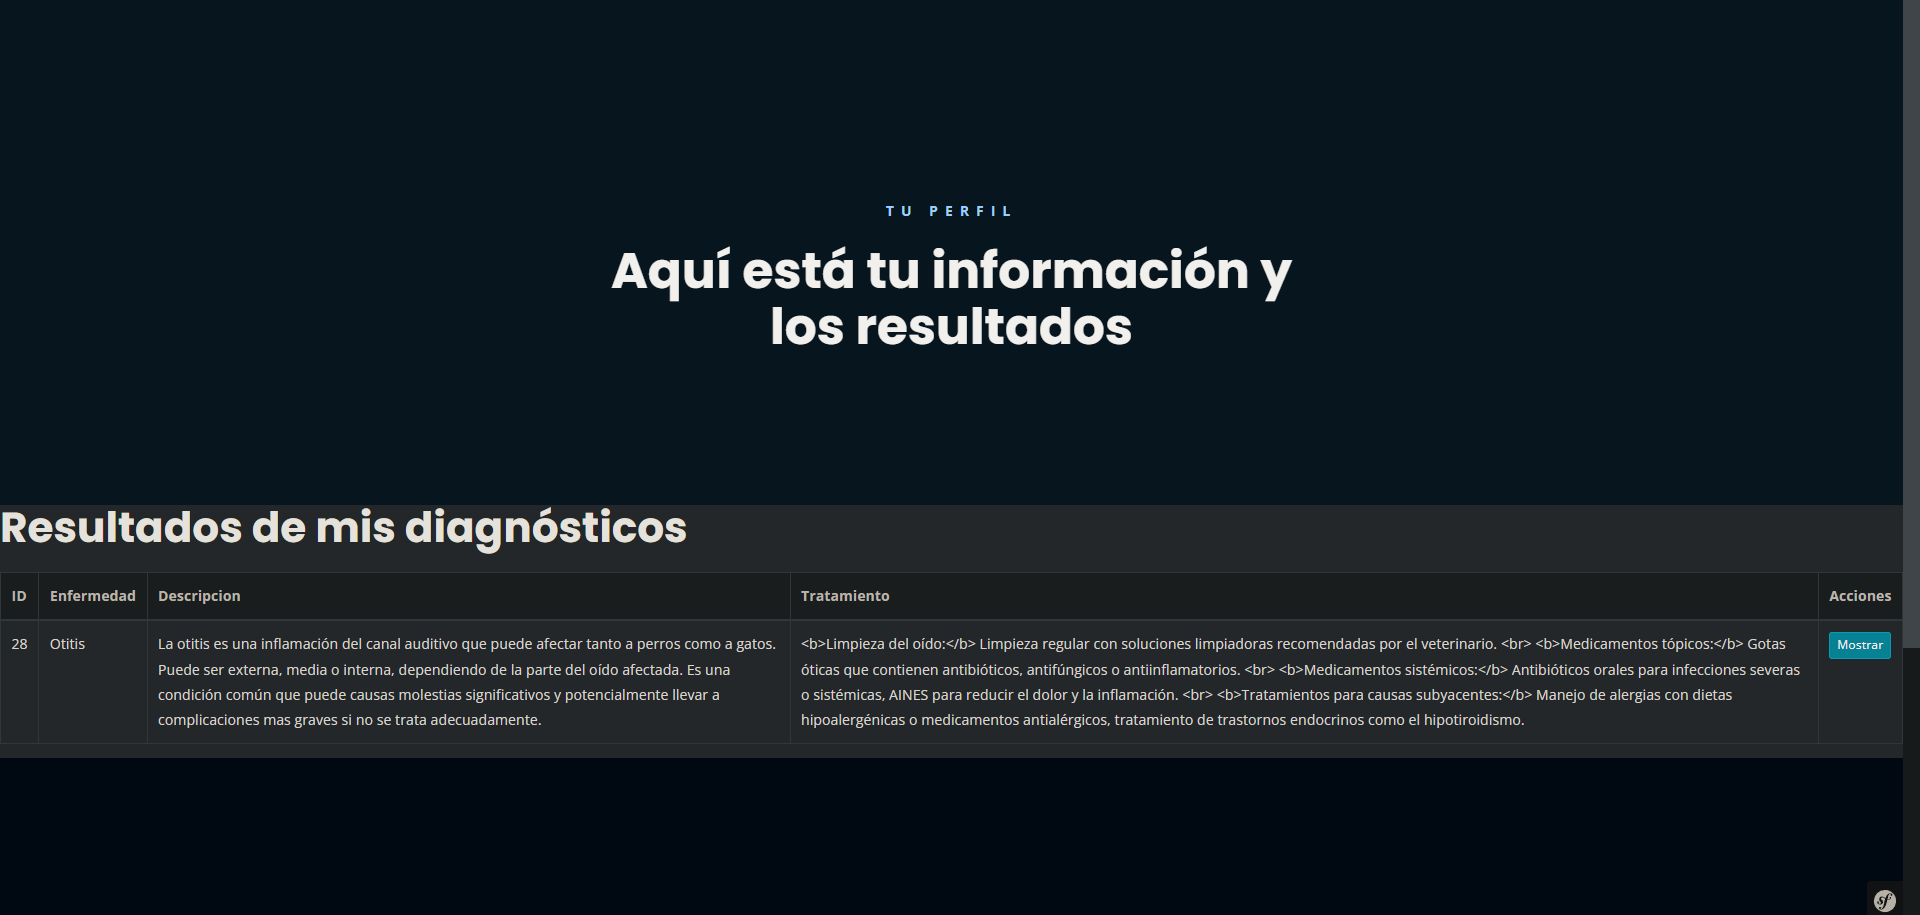 TU PERFIL
Aquí está tu información y
los resultados
Resultados de mis diagnósticos
ID Enfermedad Descripcion Tratamiento Acciones
28 Otitis
La otitis es una inflamación del canal auditivo que puede afectar tanto a perros como a gatos.
Puede ser externa, media o interna, dependiendo de la parte del oído afectada. Es una
condición común que puede causas molestias significativos y potencialmente llevar a
complicaciones mas graves si no se trata adecuadamente.
<b>Limpieza del oído:</b> Limpieza regular con soluciones limpiadoras recomendadas por el veterinario. <br> <b>Medicamentos tópicos:</b> Gotas
óticas que contienen antibióticos, antifúngicos o antiinflamatorios. <br> <b>Medicamentos sistémicos:</b> Antibióticos orales para infecciones severas
o sistémicas, AINES para reducir el dolor y la inflamación. <br> <b>Tratamientos para causas subyacentes:</b> Manejo de alergias con dietas
hipoalergénicas o medicamentos antialérgicos, tratamiento de trastornos endocrinos como el hipotiroidismo.
Mostrar
sf